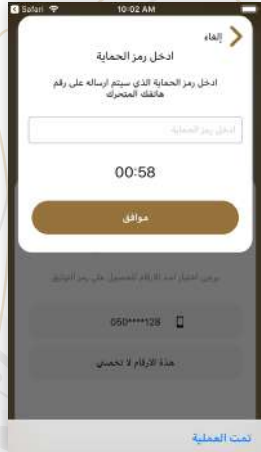 Safari 10:02 AM
إلغاء
ادخل رمز الحماية
ادخل رمز الحماية الذي سيتم ارساله على رقم
هاتفك المتحرك
ادخل رمز الحماية
00:58
موافق
يرجى اختيار احد الارقام للحصول على رمز التوثيق
050****128
هذة الارقام لا تخصني
تمت العملية